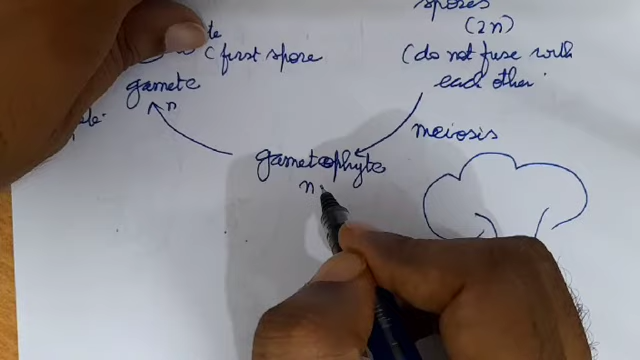 spores
(2n)
(do not fuse with
each other.
(first spore
gamete
n
meiosis
gametophyte
n